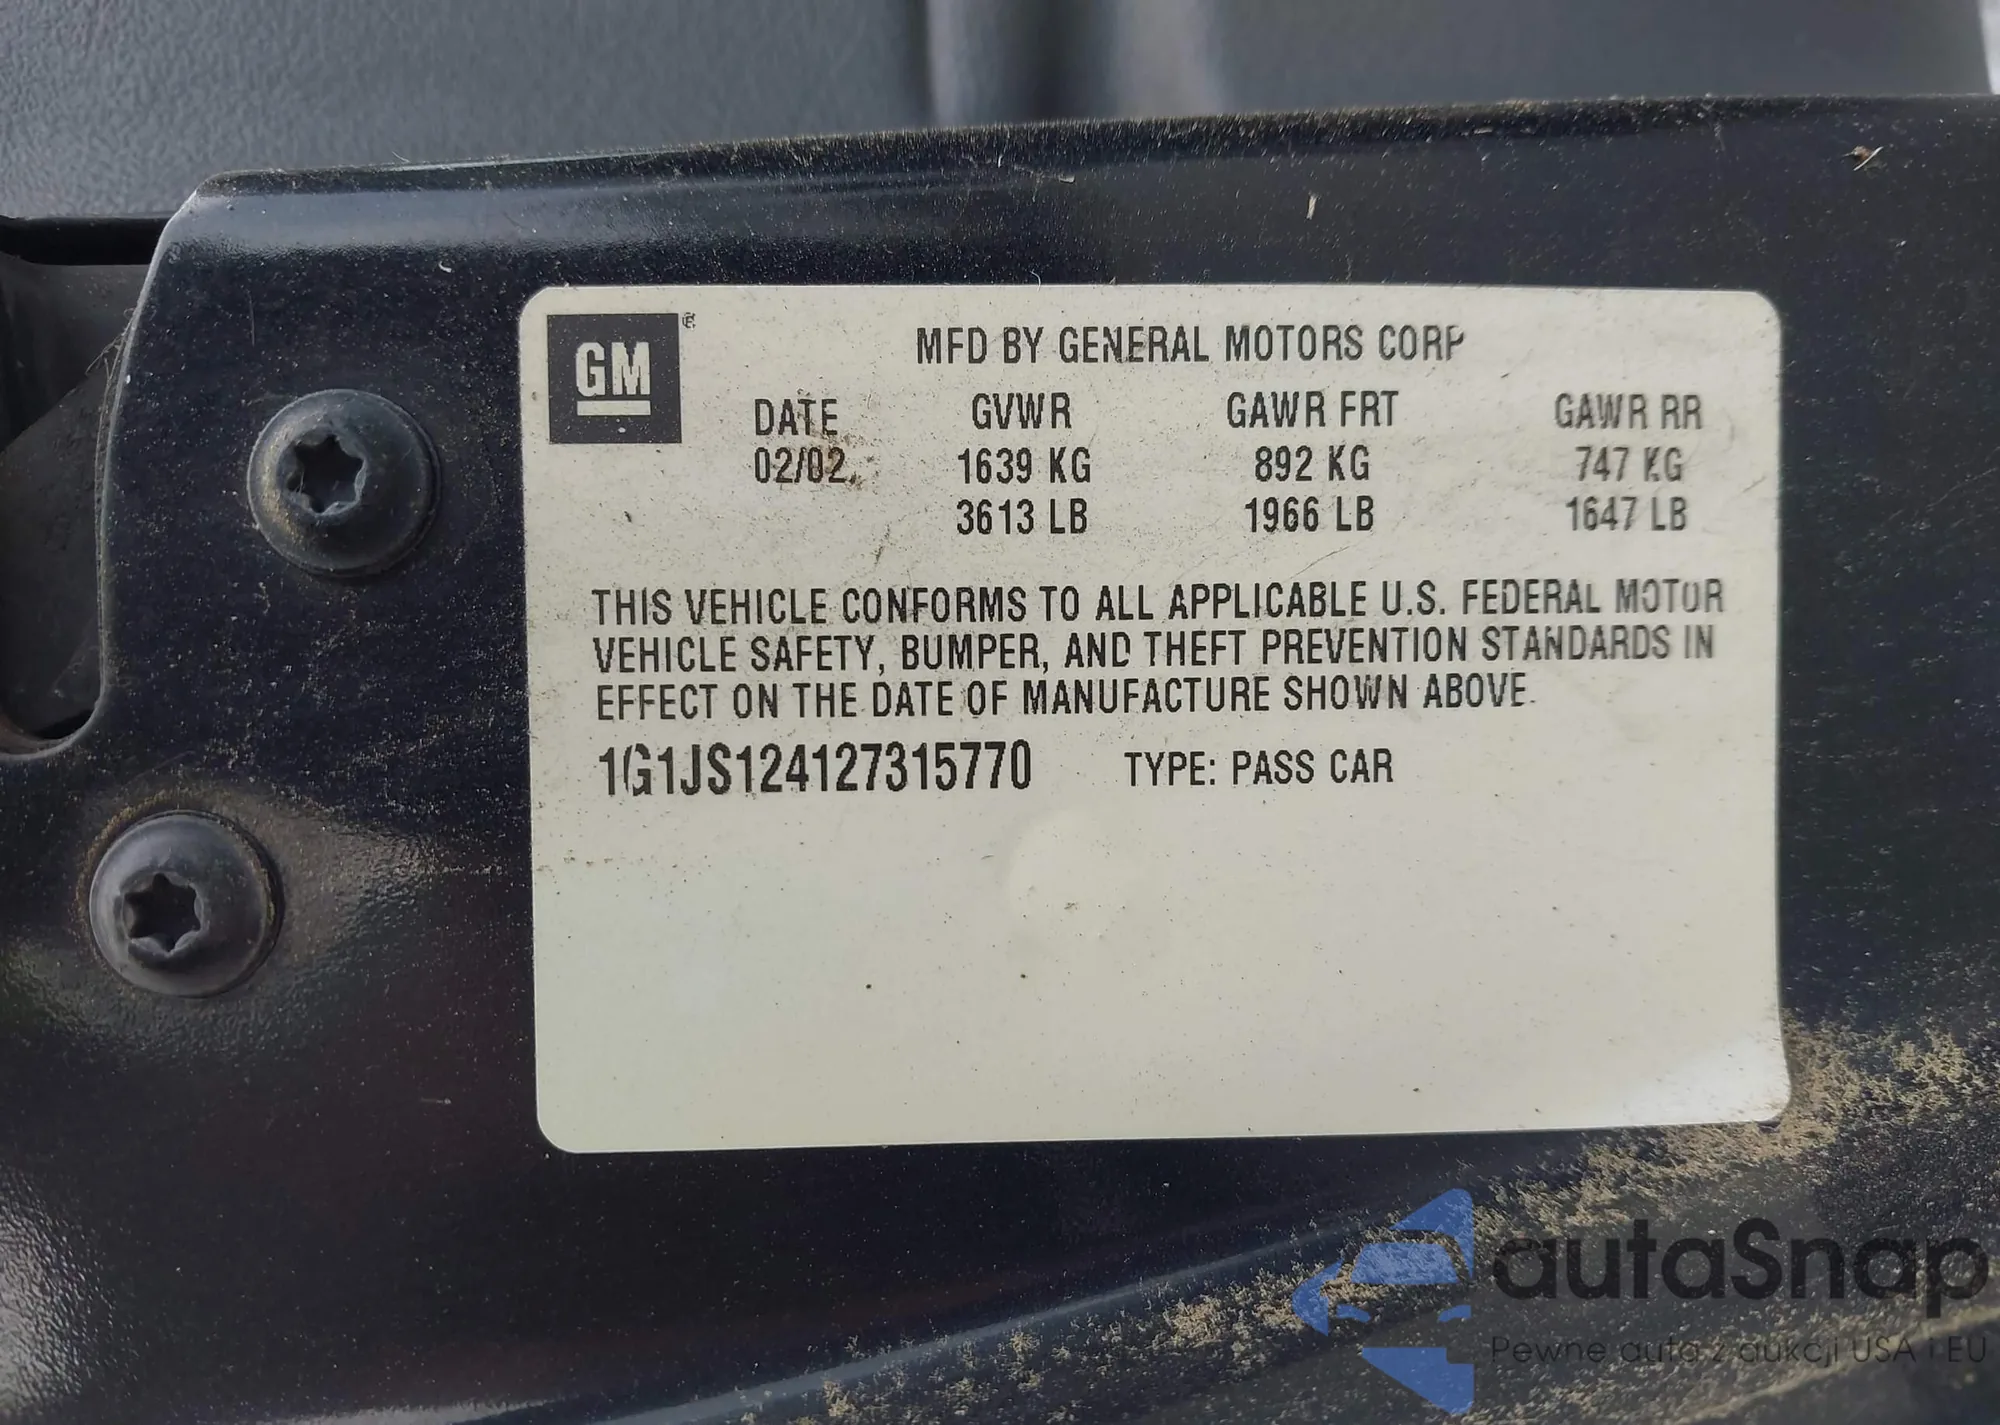 GM ®
MFD BY GENERAL MOTORS CORP
DATE GVWR GAWR FRT GAWR RR
02/02 1639 KG 892 KG 747 KG
3613 LB 1966 LB 1647 LB
THIS VEHICLE CONFORMS TO ALL APPLICABLE U.S. FEDERAL MOTOR
VEHICLE SAFETY, BUMPER, AND THEFT PREVENTION STANDARDS IN
EFFECT ON THE DATE OF MANUFACTURE SHOWN ABOVE.
1G1JS124127315770 TYPE: PASS CAR
autaSnap
Pewne auta z aukcji USA i EU